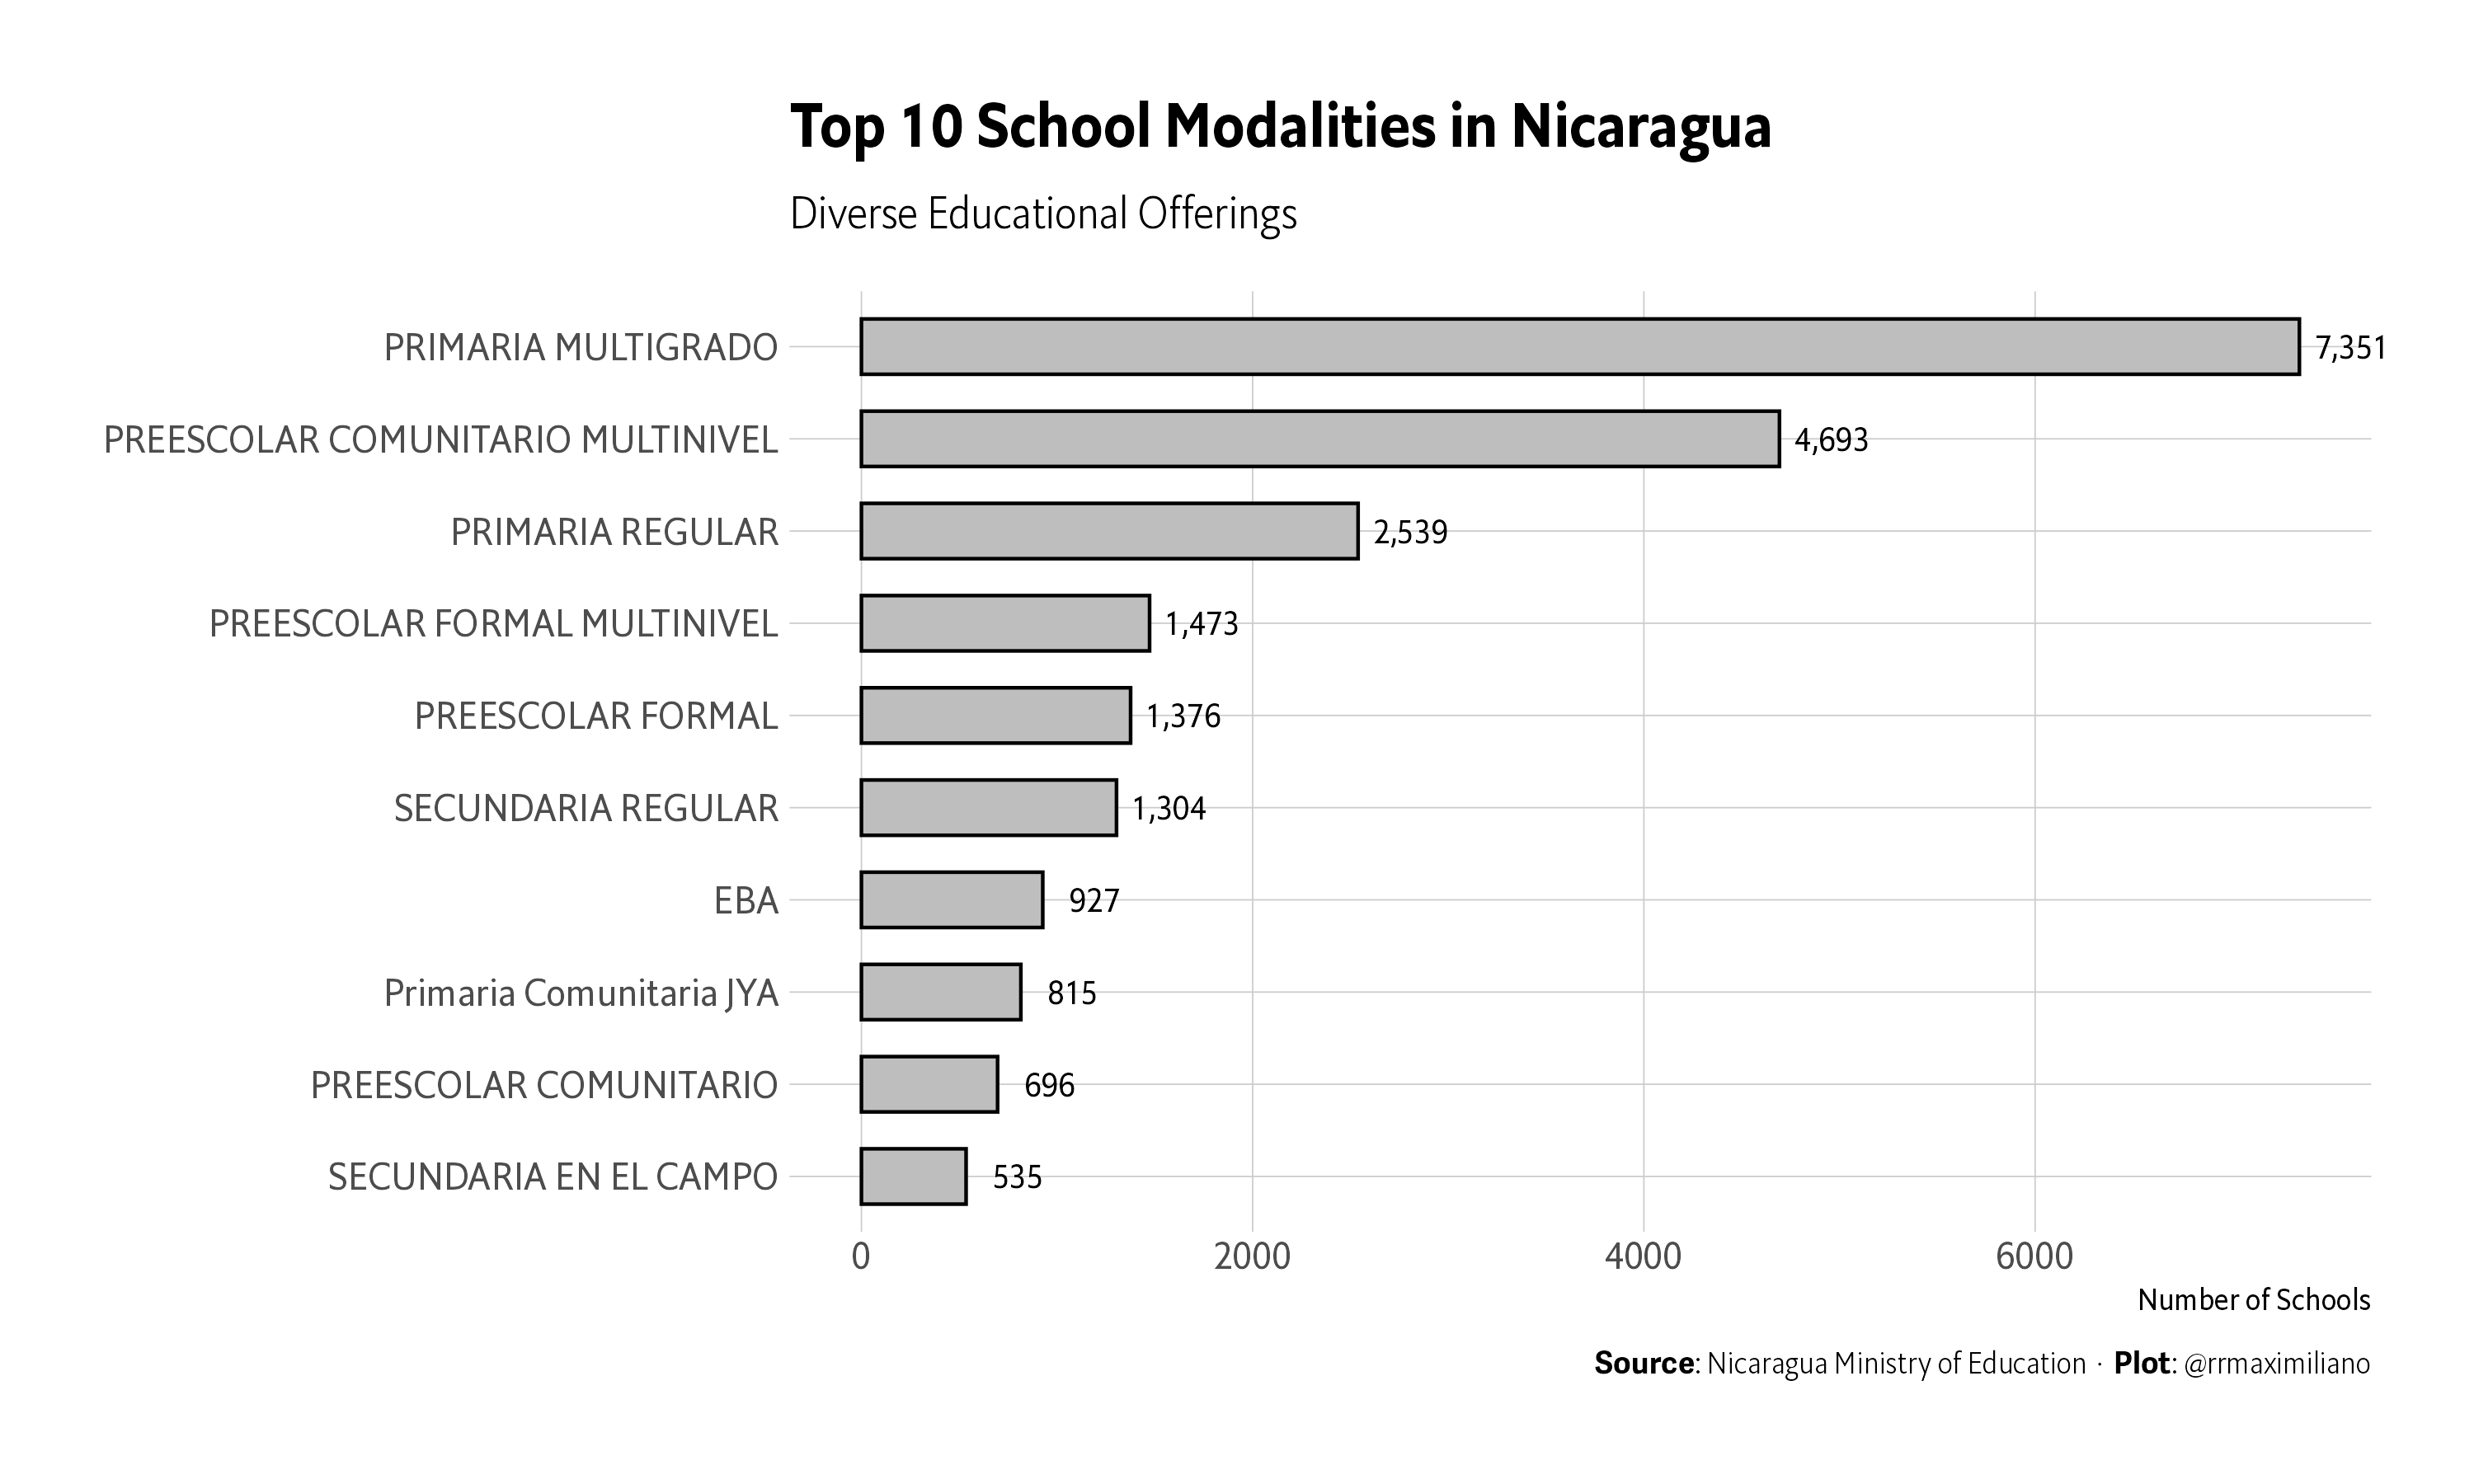 Top 10 School Modalities in Nicaragua
Diverse Educational Offerings
PRIMARIA MULTIGRADO 7,351
PREESCOLAR COMUNITARIO MULTINIVEL 4,693
PRIMARIA REGULAR 2,539
PREESCOLAR FORMAL MULTINIVEL 1,473
PREESCOLAR FORMAL 1,376
SECUNDARIA REGULAR 1,304
EBA 927
Primaria Comunitaria JYA 815
PREESCOLAR COMUNITARIO 696
SECUNDARIA EN EL CAMPO 535
0 2000 4000 6000
Number of Schools
Source: Nicaragua Ministry of Education · Plot: @rrmaximiliano